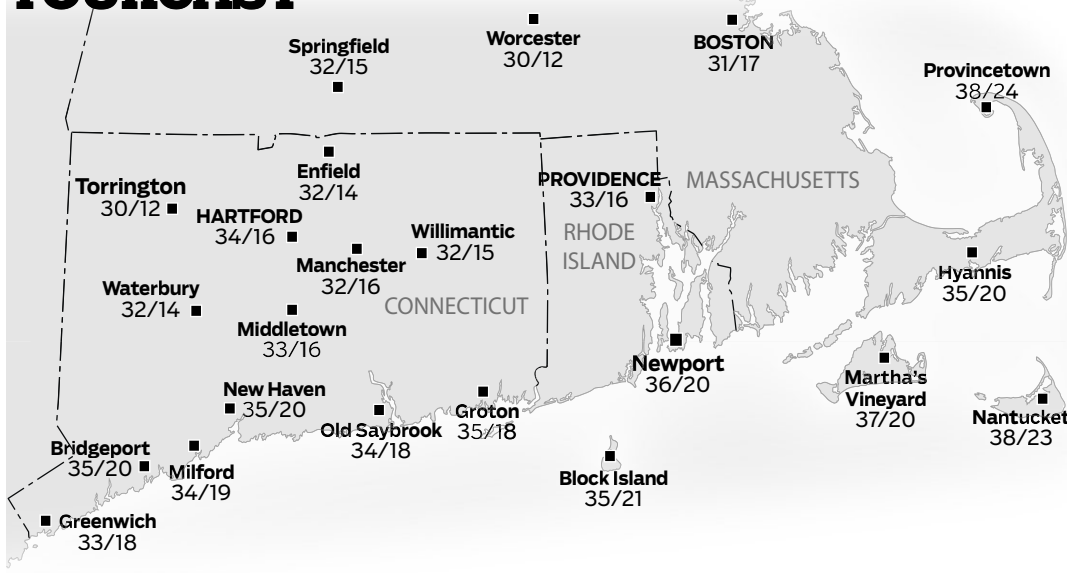 Worcester
30/12
BOSTON
31/17
Springfield
32/15
Provincetown
38/24
Enfield
32/14
Torrington
30/12
PROVIDENCE
33/16
MASSACHUSETTS
HARTFORD
34/16
Willimantic
32/15
RHODE
ISLAND
Manchester
32/16
Hyannis
35/20
Waterbury
32/14
CONNECTICUT
Middletown
33/16
Newport
36/20
New Haven
35/20
Martha's
Vineyard
37/20
Groton
35/18
Nantucket
38/23
Old Saybrook
34/18
Bridgeport
35/20
Milford
34/19
Block Island
35/21
Greenwich
33/18